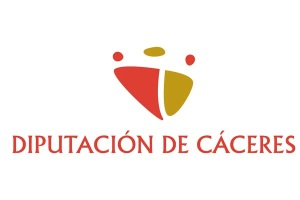 DIPUTACIÓN DE CÁCERES